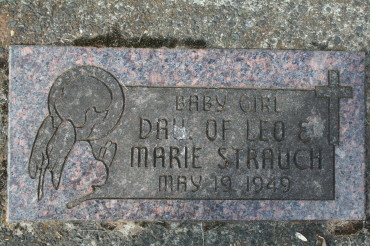 BABY GIRL
DAU. OF LEO &
MARIE STRAUCH
MAY 19 1949